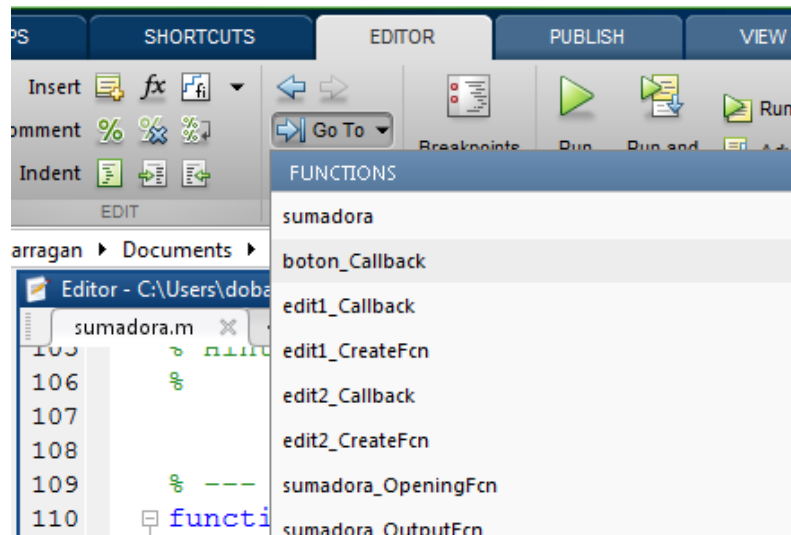 PS SHORTCUTS EDITOR PUBLISH VIEW
Insert fx fi
omment % %
Go To
Indent
Breakpoints Run Run and Run
EDIT
FUNCTIONS
sumadora
arragan Documents
boton_Callback
Editor - C:\Users\doba
edit1_Callback
sumadora.m
edit1_CreateFcn
105 %
106 %
edit2_Callback
107
108
edit2_CreateFcn
109 % ---
sumadora_OpeningFcn
110 functi
sumadora_OutputFcn